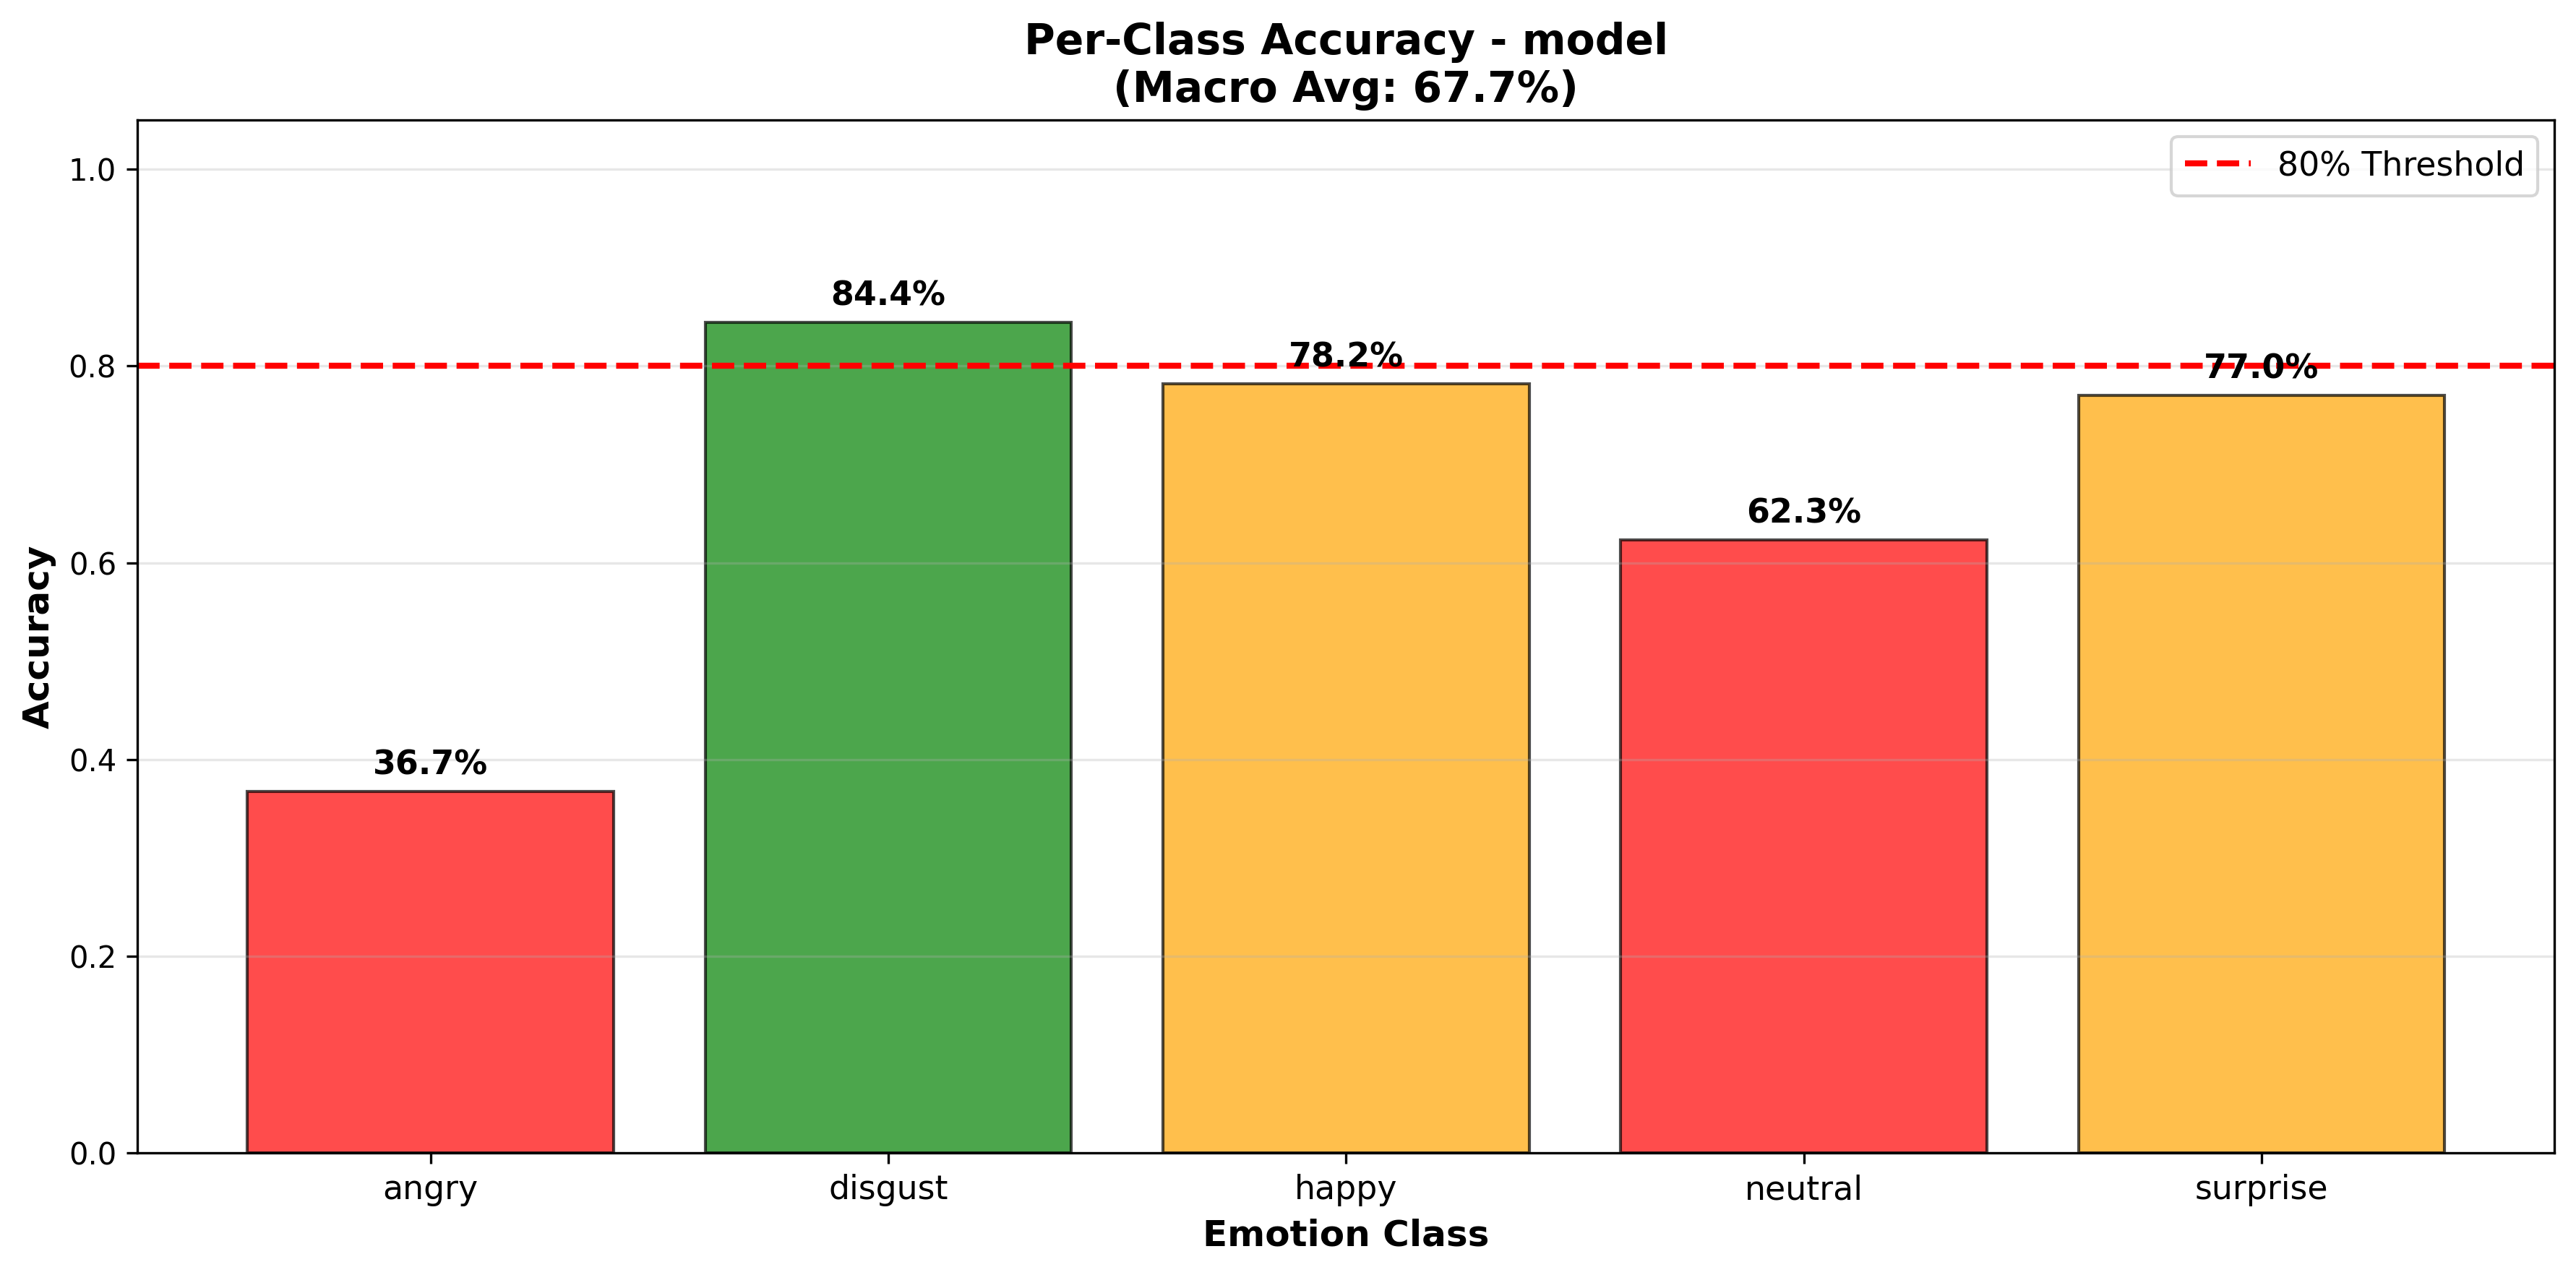 Per-Class Accuracy - model
(Macro Avg: 67.7%)
80% Threshold
1.0
0.8
0.6
0.4
0.2
0.0
Accuracy
36.7%
84.4%
78.2%
62.3%
77.0%
angry
disgust
happy
neutral
surprise
Emotion Class